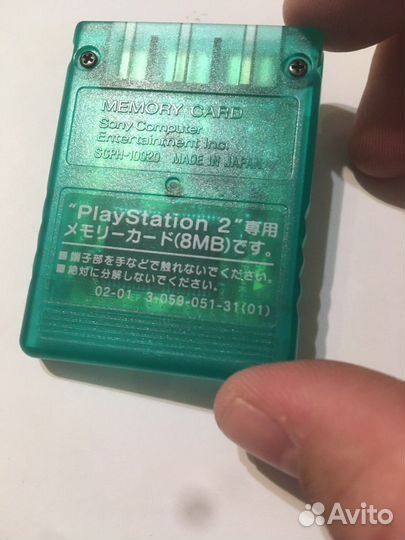 MEMORY CARD
Sony Computer
Entertainment Inc.
SCPH-10020 MADE IN JAPAN
"PlayStation 2"専用
メモリーカード(8MB)です。
■端子部を手などで触れないでください。
■絶対に分解しないでください。
02-01 3-059-051-31(01)
Avito